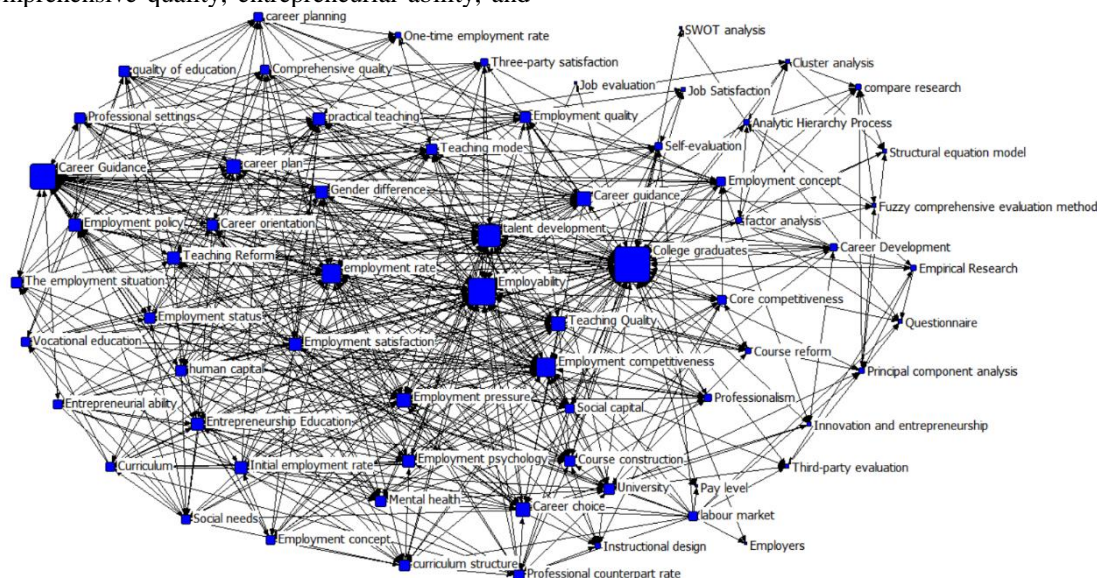 mprehensive quality, entrepreneurial ability, and
career planning
One-time employment rate
SWOT analysis
quality of education
Comprehensive quality
Three-party satisfaction
Cluster analysis
Job evaluation
Job Satisfaction
compare research
Professional settings
practical teaching
Employment quality
Analytic Hierarchy Process
Teaching mode
Self-evaluation
Structural equation model
Career Guidance
career plan
Employment concept
Gender difference
Career guidance
Fuzzy comprehensive evaluation method
Employment policy
Career orientation
talent development
factor analysis
College graduates
Career Development
Teaching Reform
employment rate
Empirical Research
The employment situation
Employability
Core competitiveness
Employment status
Teaching Quality
Questionnaire
Vocational education
Employment satisfaction
Course reform
human capital
Employment competitiveness
Principal component analysis
Entrepreneurial ability
Employment pressure
Social capital
Professionalism
Entrepreneurship Education
Innovation and entrepreneurship
Curriculum
Initial employment rate
Employment psychology
Course construction
Third-party evaluation
Mental health
University
Pay level
Social needs
Career choice
labour market
Employment concept
Instructional design
Employers
curriculum structure
Professional counterpart rate